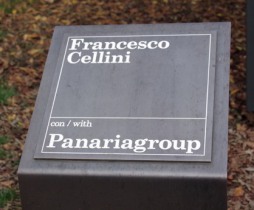 Francesco
Cellini
con / with
Panariagroup